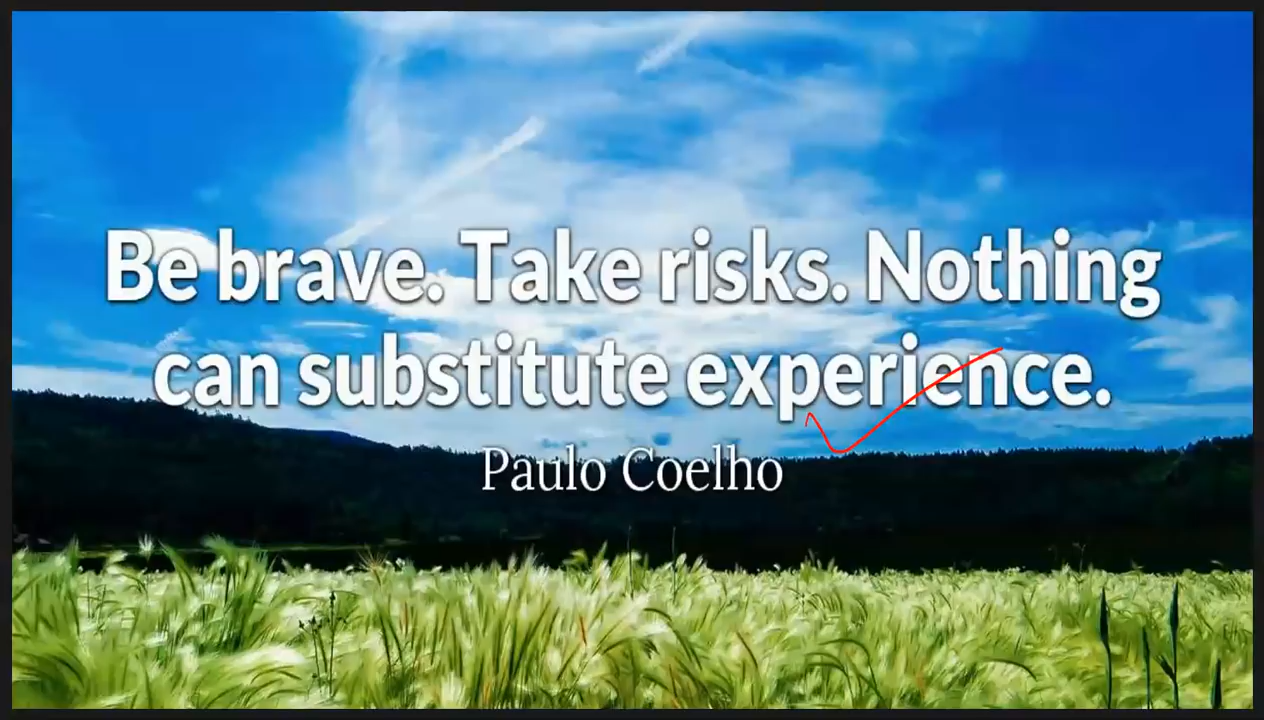 Be brave. Take risks. Nothing
can substitute experience.
Paulo Coelho